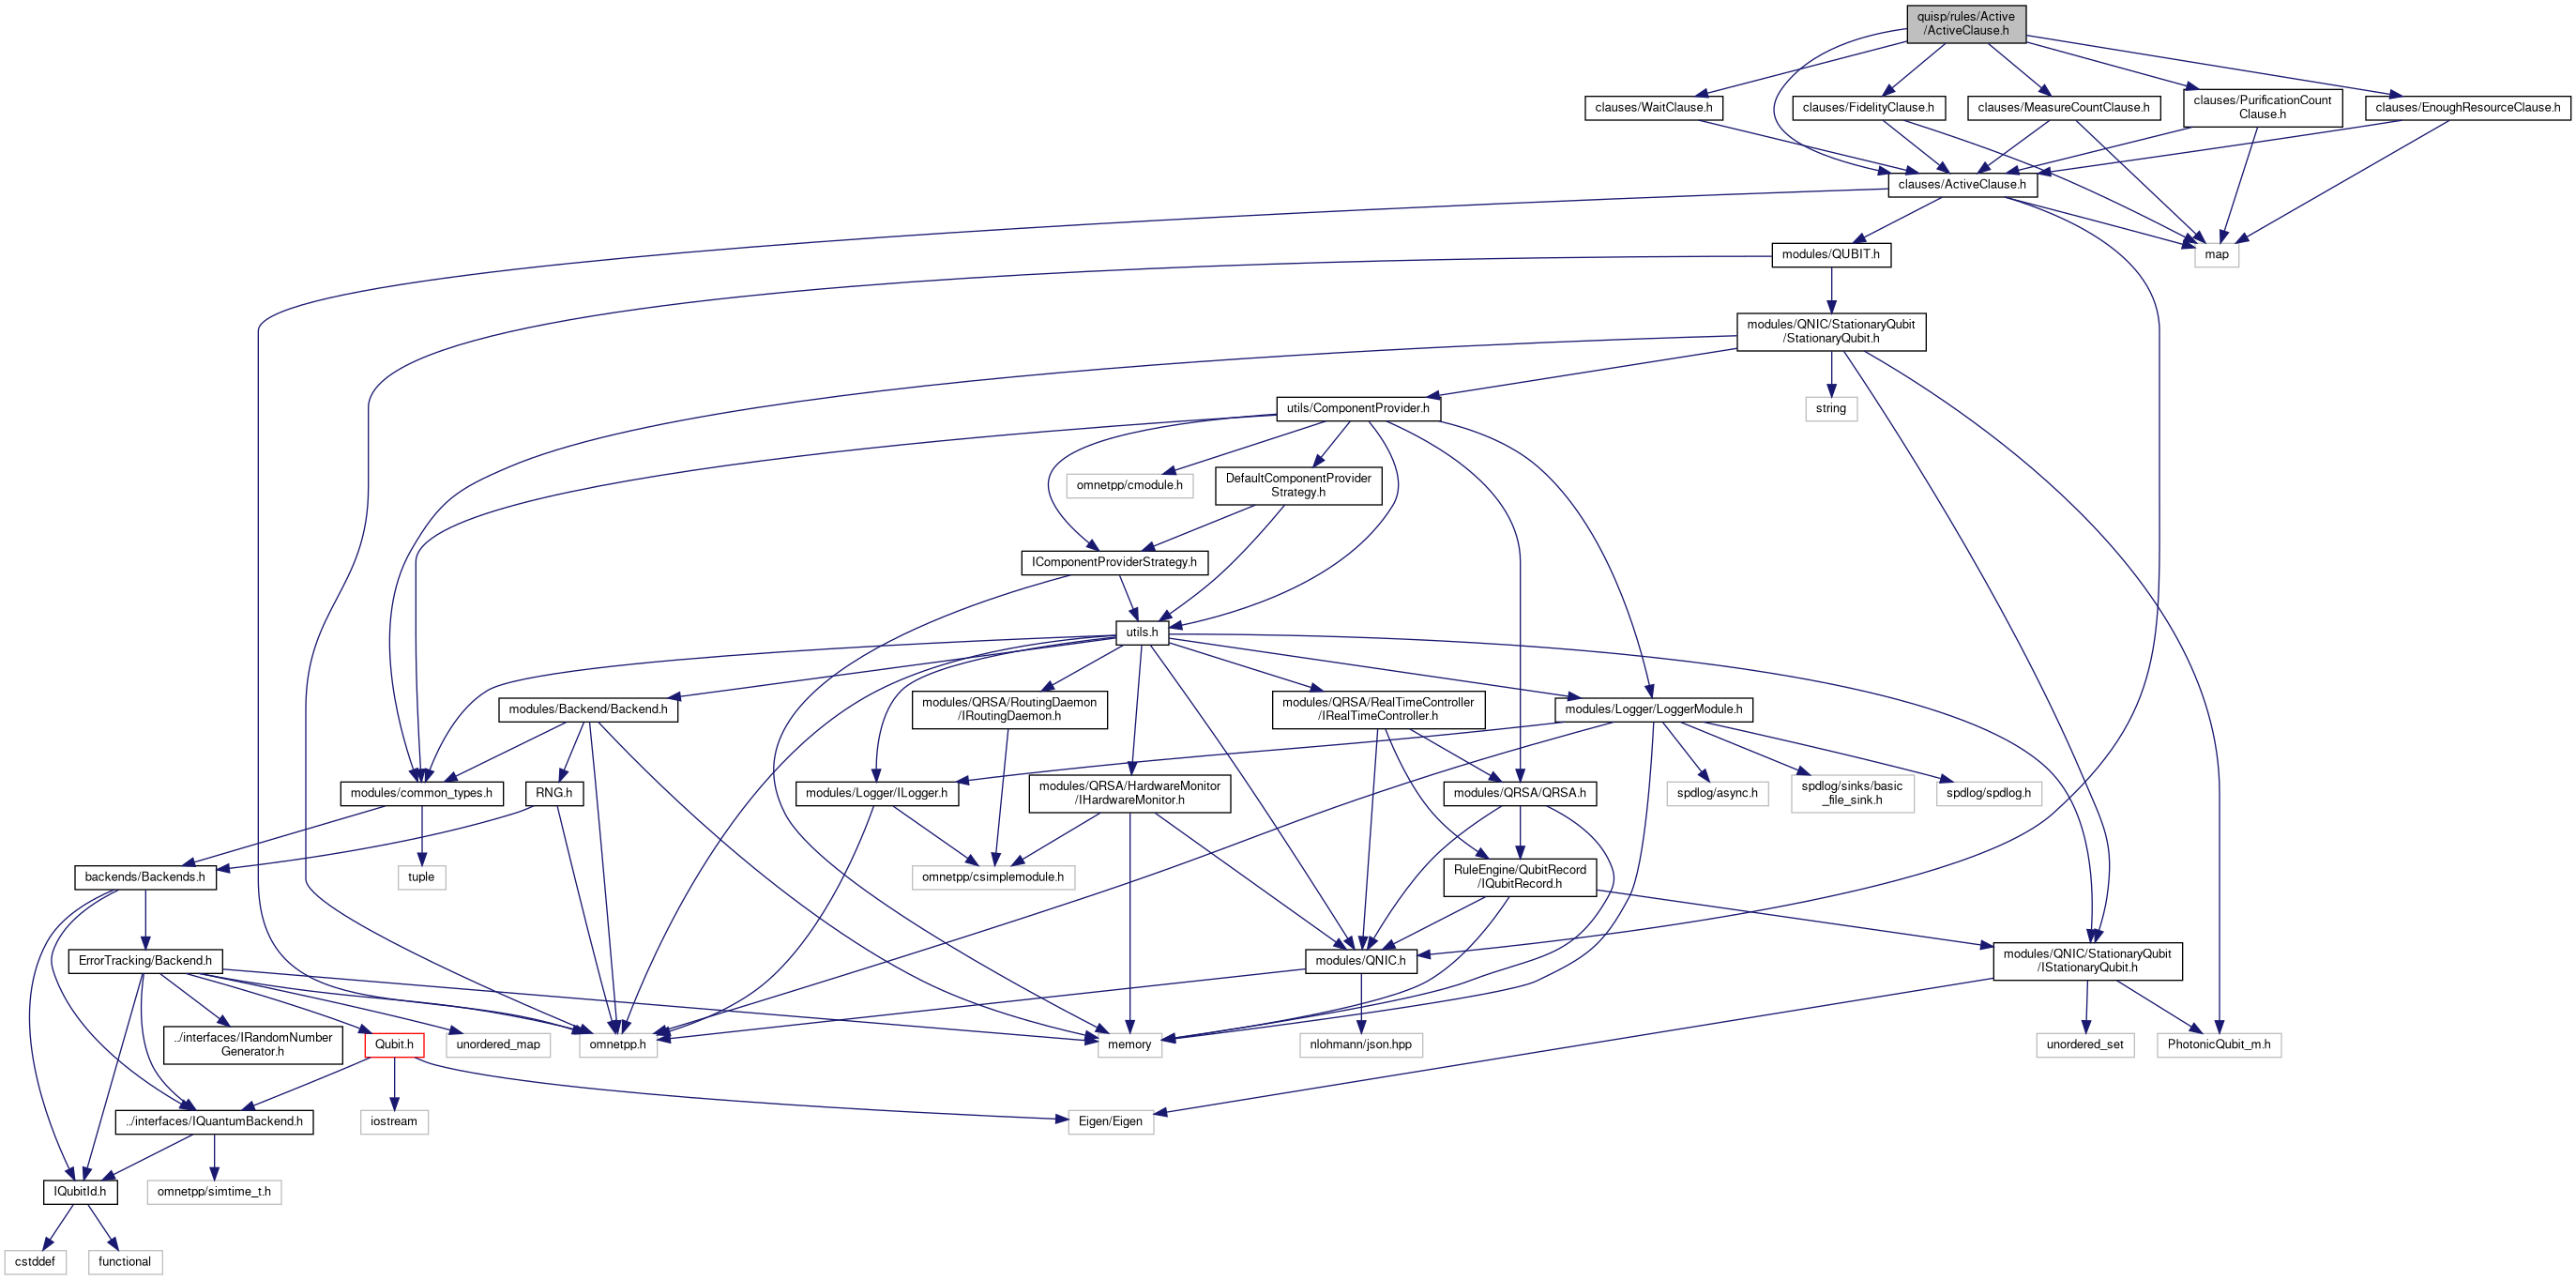 quisp/rules/Active
/ActiveClause.h
clauses/WaitClause.h
clauses/FidelityClause.h
clauses/MeasureCountClause.h
clauses/PurificationCount
Clause.h
clauses/EnoughResourceClause.h
clauses/ActiveClause.h
modules/QUBIT.h
map
modules/QNIC/StationaryQubit
/StationaryQubit.h
utils/ComponentProvider.h
string
omnetpp/cmodule.h
DefaultComponentProvider
Strategy.h
IComponentProviderStrategy.h
utils.h
modules/Backend/Backend.h
modules/QRSA/RoutingDaemon
/IRoutingDaemon.h
modules/QRSA/RealTimeController
/IRealTimeController.h
modules/Logger/LoggerModule.h
modules/common_types.h
RNG.h
modules/Logger/ILogger.h
modules/QRSA/HardwareMonitor
/IHardwareMonitor.h
modules/QRSA/QRSA.h
spdlog/async.h
spdlog/sinks/basic
_file_sink.h
spdlog/spdlog.h
backends/Backends.h
tuple
omnetpp/csimplemodule.h
RuleEngine/QubitRecord
/IQubitRecord.h
ErrorTracking/Backend.h
modules/QNIC.h
modules/QNIC/StationaryQubit
/IStationaryQubit.h
../interfaces/IRandomNumber
Generator.h
Qubit.h
unordered_map
omnetpp.h
memory
nlohmann/json.hpp
unordered_set
PhotonicQubit_m.h
../interfaces/IQuantumBackend.h
iostream
Eigen/Eigen
IQubitId.h
omnetpp/simtime_t.h
cstddef
functional